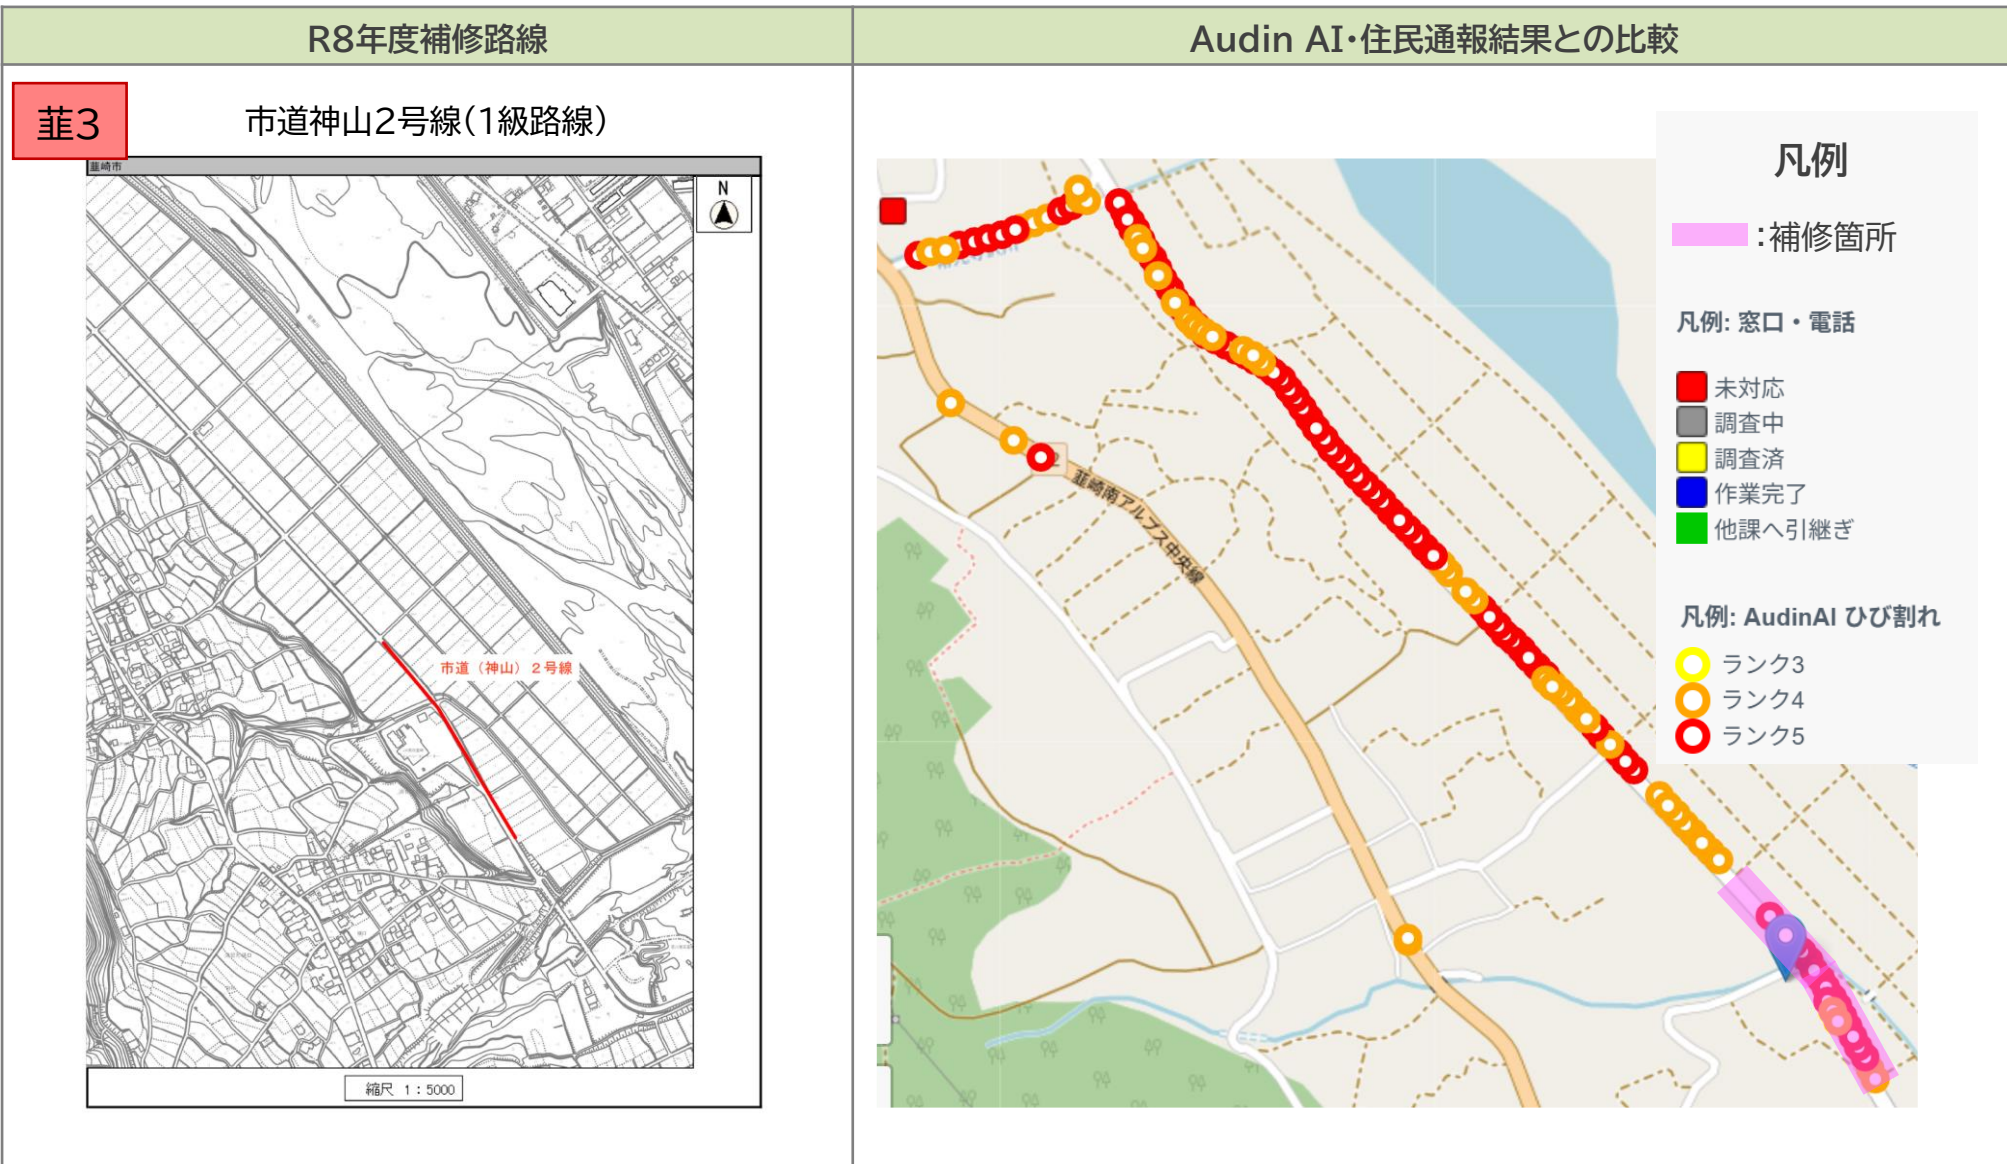 R8年度補修路線
Audin AI・住民通報結果との比較
韮3
市道神山2号線（1級路線）
韮崎市
N
市道（神山）２号線
縮尺 1：5000
韮崎南アルプス中央線
凡例
：補修箇所
凡例: 窓口・電話
未対応
調査中
調査済
作業完了
他課へ引継ぎ
凡例: AudinAI ひび割れ
ランク3
ランク4
ランク5